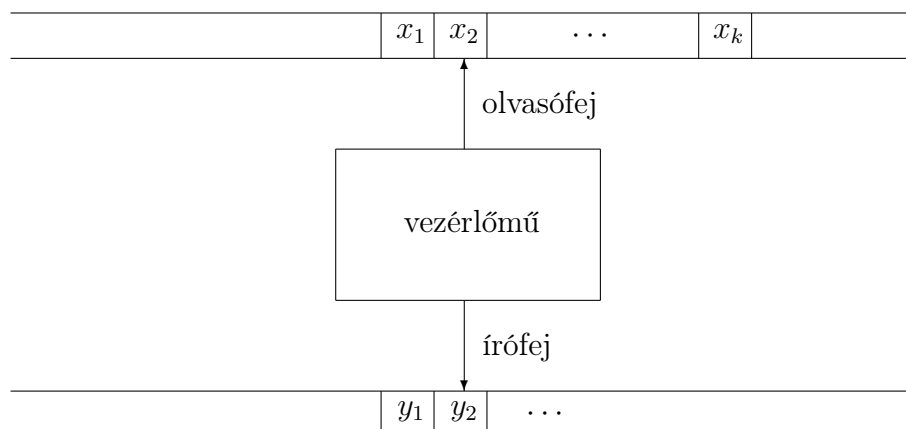 x₁ x₂ ... xₖ
olvasófej
vezérlőmű
írófej
y₁ y₂ ...